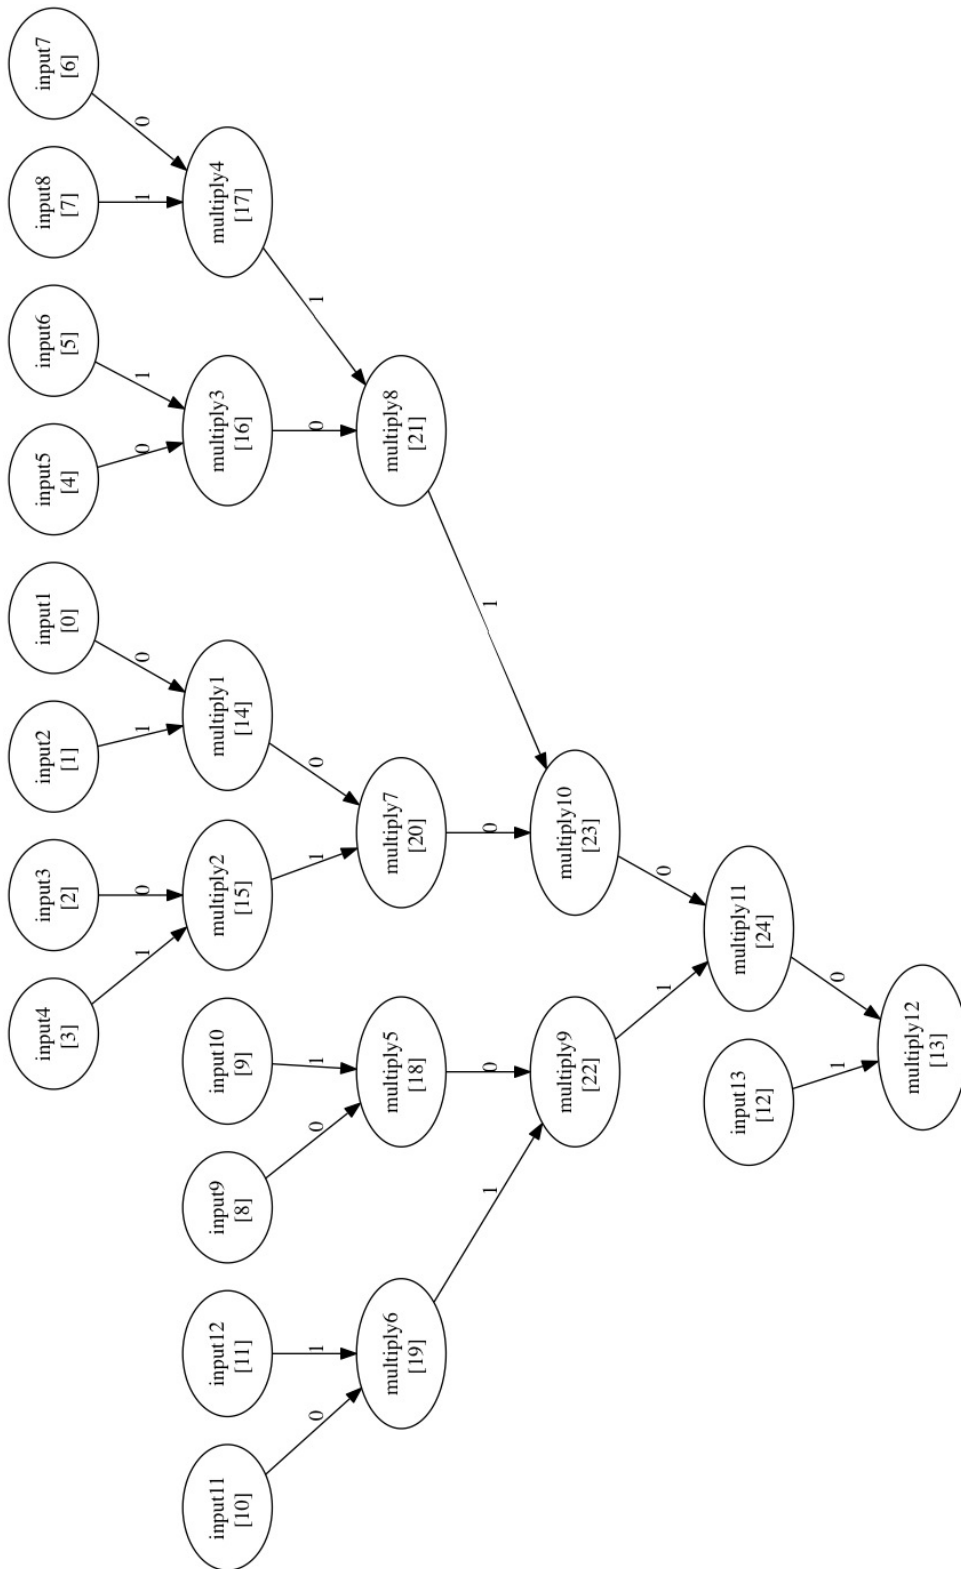 input4
[3]
input3
[2]
input2
[1]
input1
[0]
input5
[4]
input6
[5]
input8
[7]
input7
[6]
1
0
1
0
0
1
1
0
input11
[10]
input12
[11]
input9
[8]
input10
[9]
multiply2
[15]
multiply1
[14]
multiply3
[16]
multiply4
[17]
0
1
0
1
1
0
0
1
multiply6
[19]
multiply5
[18]
multiply7
[20]
multiply8
[21]
1
0
0
1
multiply9
[22]
multiply10
[23]
1
0
input13
[12]
multiply11
[24]
1
0
multiply12
[13]